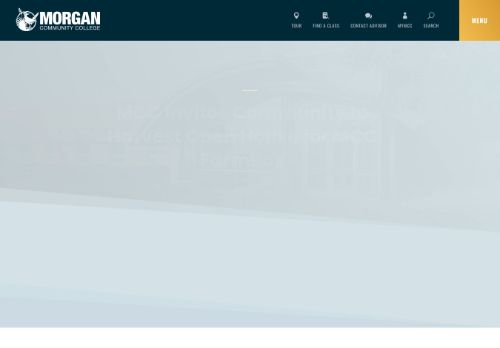 MORGAN
COMMUNITY COLLEGE
TOUR
FIND A CLASS
CONTACT ADVISOR
MYMCC
SEARCH
MENU
MCC Invites Community to
Harvest Open House for MCC